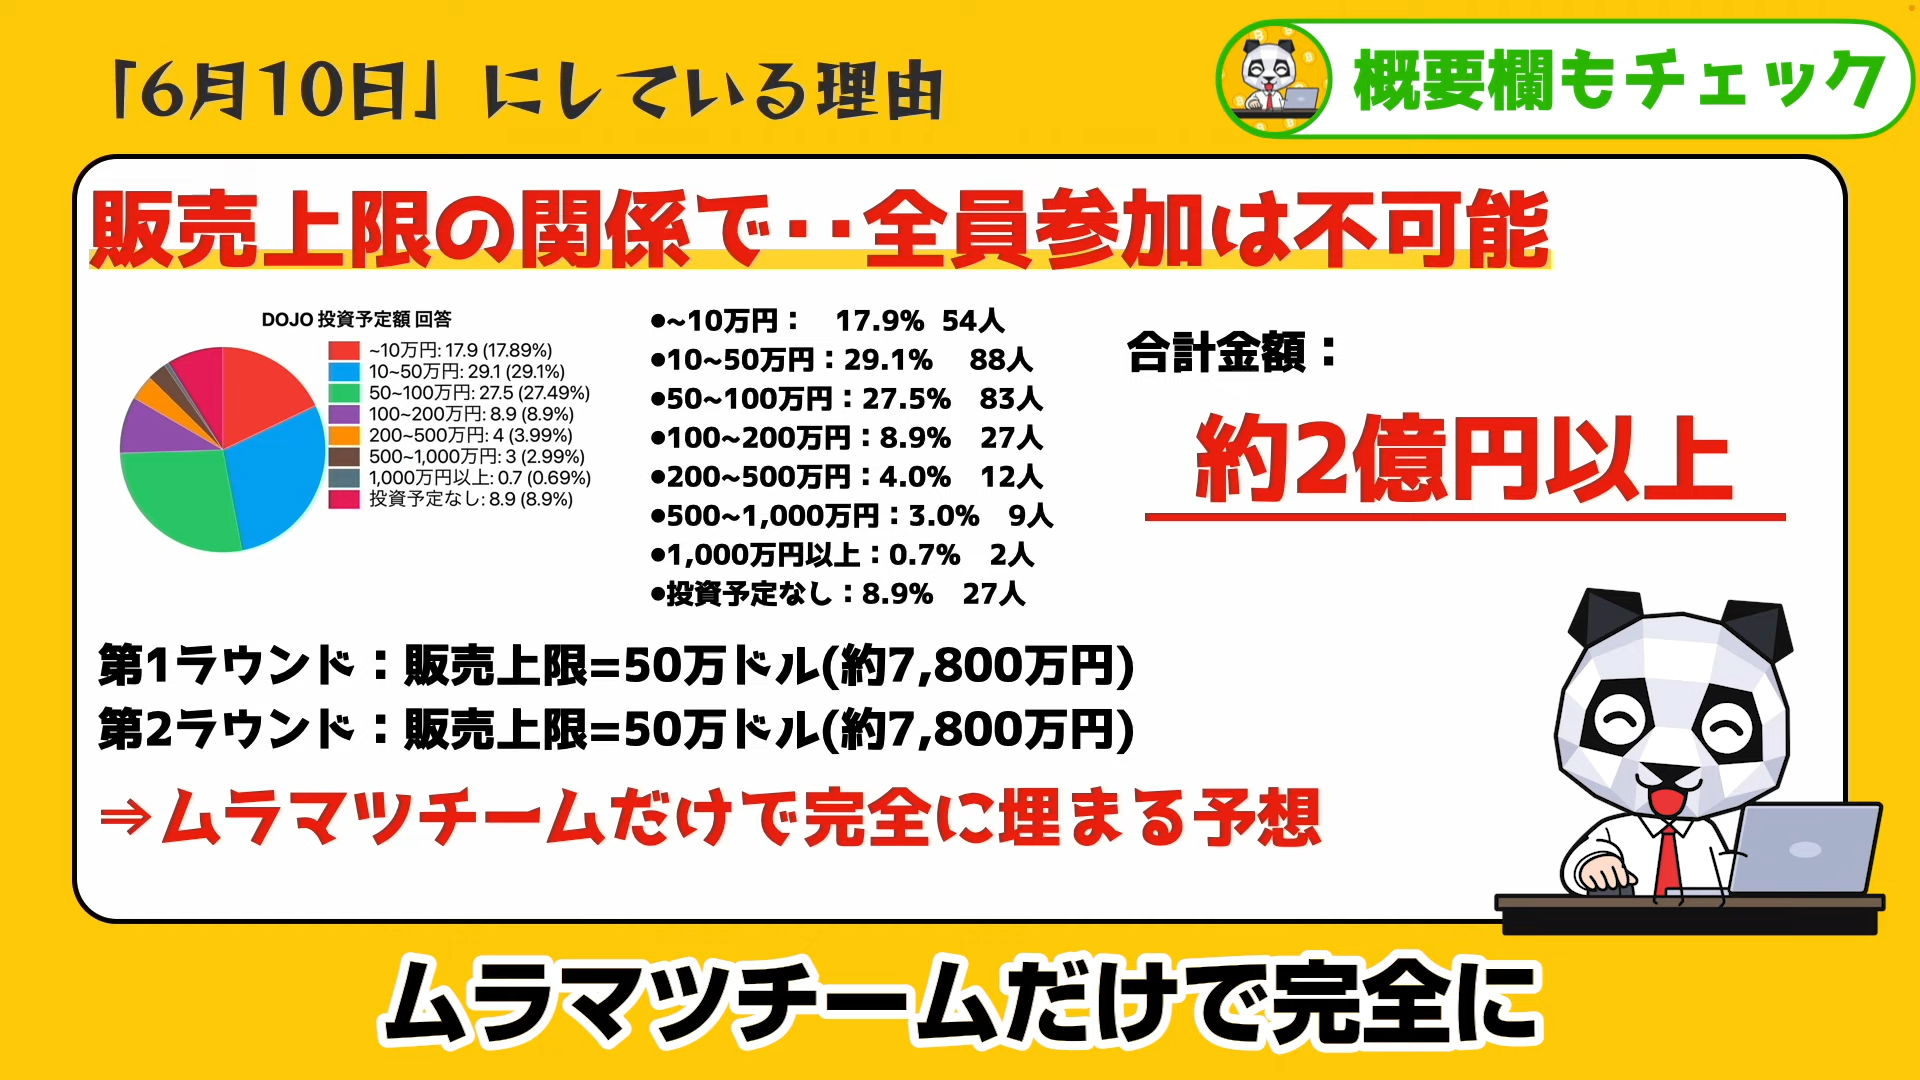 「6月10日」にしている理由
概要欄もチェック
販売上限の関係で‥全員参加は不可能
DOJO 投資予定額 回答
~10万円: 17.9 (17.89%)
10~50万円: 29.1 (29.1%)
50~100万円: 27.5 (27.49%)
100~200万円: 8.9 (8.9%)
200~500万円: 4 (3.99%)
500~1,000万円: 3 (2.99%)
1,000万円以上: 0.7 (0.69%)
投資予定なし: 8.9 (8.9%)
●~10万円： 17.9% 54人
●10~50万円：29.1% 88人
●50~100万円：27.5% 83人
●100~200万円：8.9% 27人
●200~500万円：4.0% 12人
●500~1,000万円：3.0% 9人
●1,000万円以上：0.7% 2人
●投資予定なし：8.9% 27人
合計金額：
約2億円以上
第1ラウンド：販売上限=50万ドル(約7,800万円)
第2ラウンド：販売上限=50万ドル(約7,800万円)
⇒ムラマツチームだけで完全に埋まる予想
ムラマツチームだけで完全に